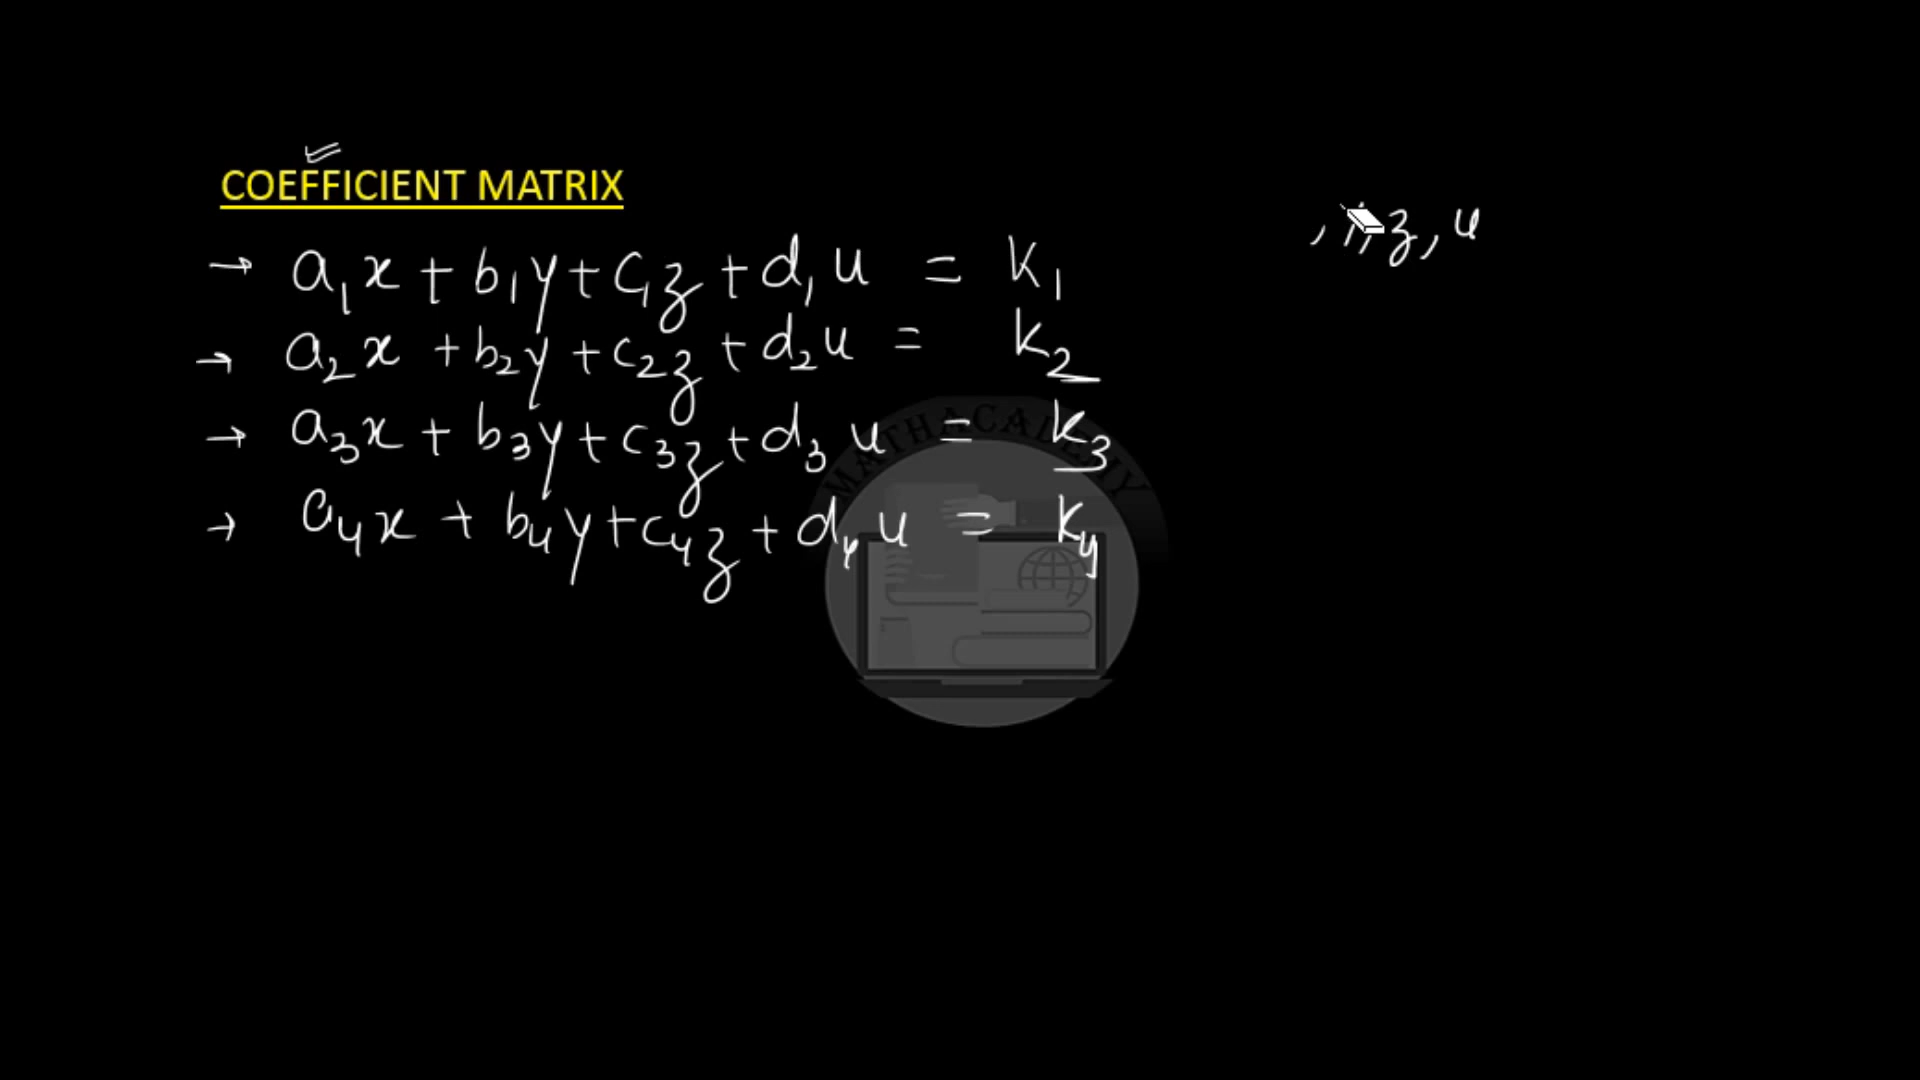 COEFFICIENT MATRIX
, z, u
→ a₁x + b₁y + c₁z + d₁u = k₁
→ a₂x + b₂y + c₂z + d₂u = k₂
→ a₃x + b₃y + c₃z + d₃u = k₃
→ a₄x + b₄y + c₄z + d₄u = k₄
MATHACADEMY